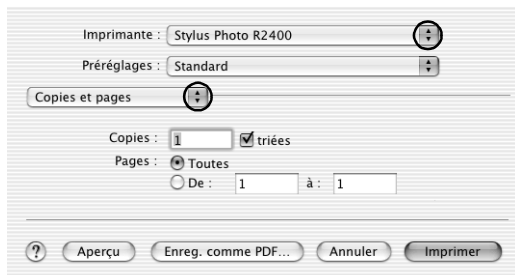 Imprimante : Stylus Photo R2400
Préréglages : Standard
Copies et pages
Copies : 1 triées
Pages : Toutes
De : 1 à : 1
? Aperçu Enreg. comme PDF... Annuler Imprimer